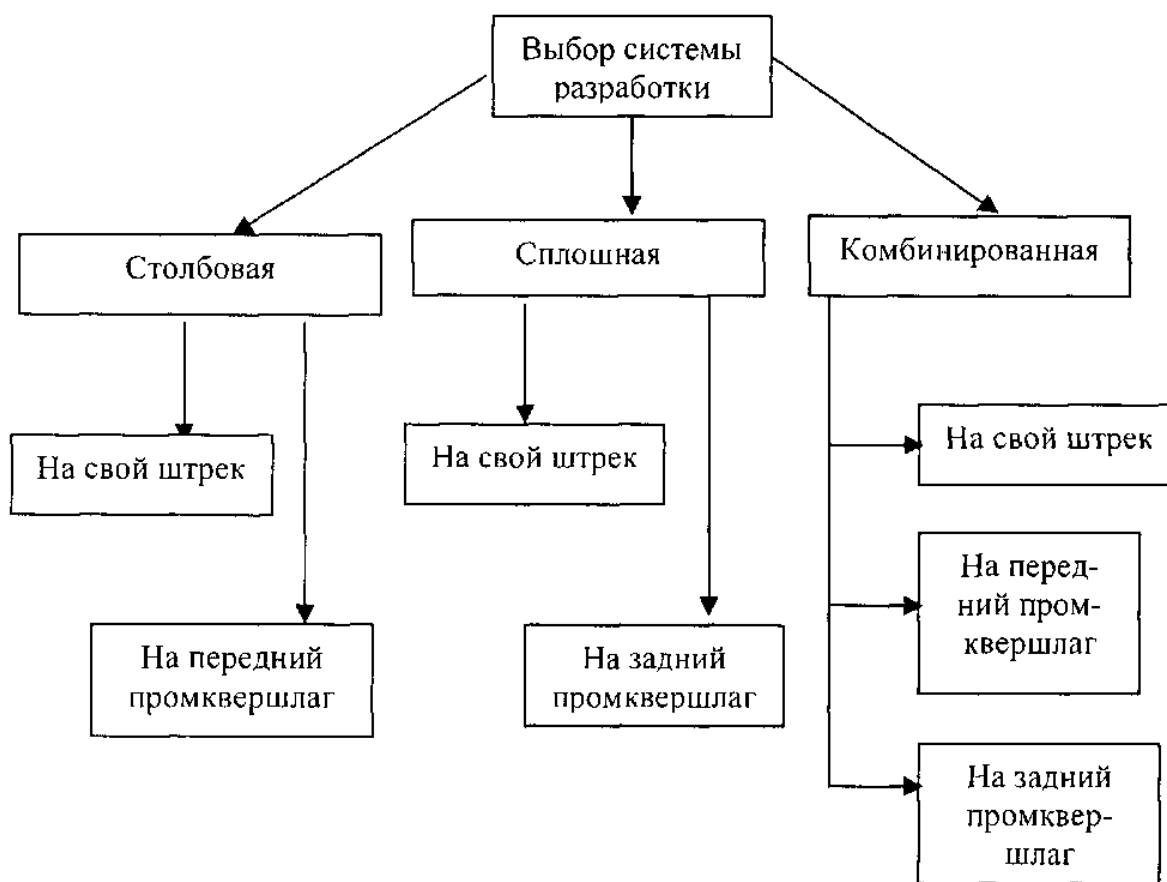 Выбор системы
разработки
Столбовая
Сплошная
Комбинированная
На свой штрек
На свой штрек
На свой штрек
На передний
промквершлаг
На задний
промквершлаг
На перед-
ний пром-
квершлаг
На задний
промквер-
шлаг